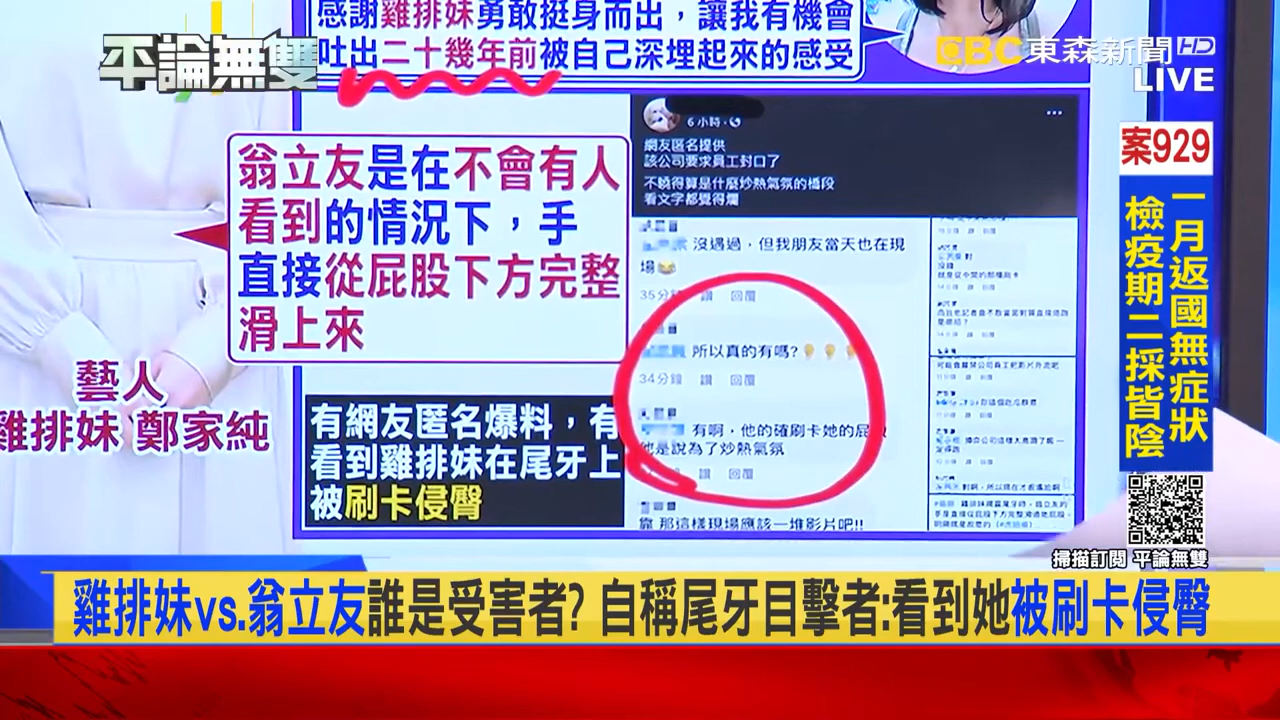 感謝雞排妹勇敢挺身而出，讓我有機會
吐出二十幾年前被自己深埋起來的感受
平論無雙
EBC 東森新聞 HD
LIVE
案929
一月返國無症狀
檢疫期二採皆陰
翁立友是在不會有人
看到的情況下，手
直接從屁股下方完整
滑上來
6 小時
網友匿名提供
該公司要求員工封口了
不曉得算是什麼炒熱氣氛的橋段
看文字都覺得爛
沒遇過，但我朋友當天也在現
場😂
35分鐘 讚 回覆
所以真的有嗎?
34分鐘 讚 回覆
有啊，他的確刷卡她的屁股
他是說為了炒熱氣氛
讚 回覆
靠 那這樣現場應該一堆影片吧!!
藝人
雞排妹 鄭家純
有網友匿名爆料，有
看到雞排妹在尾牙上
被刷卡侵臀
掃描訂閱 平論無雙
雞排妹vs.翁立友誰是受害者? 自稱尾牙目擊者:看到她被刷卡侵臀